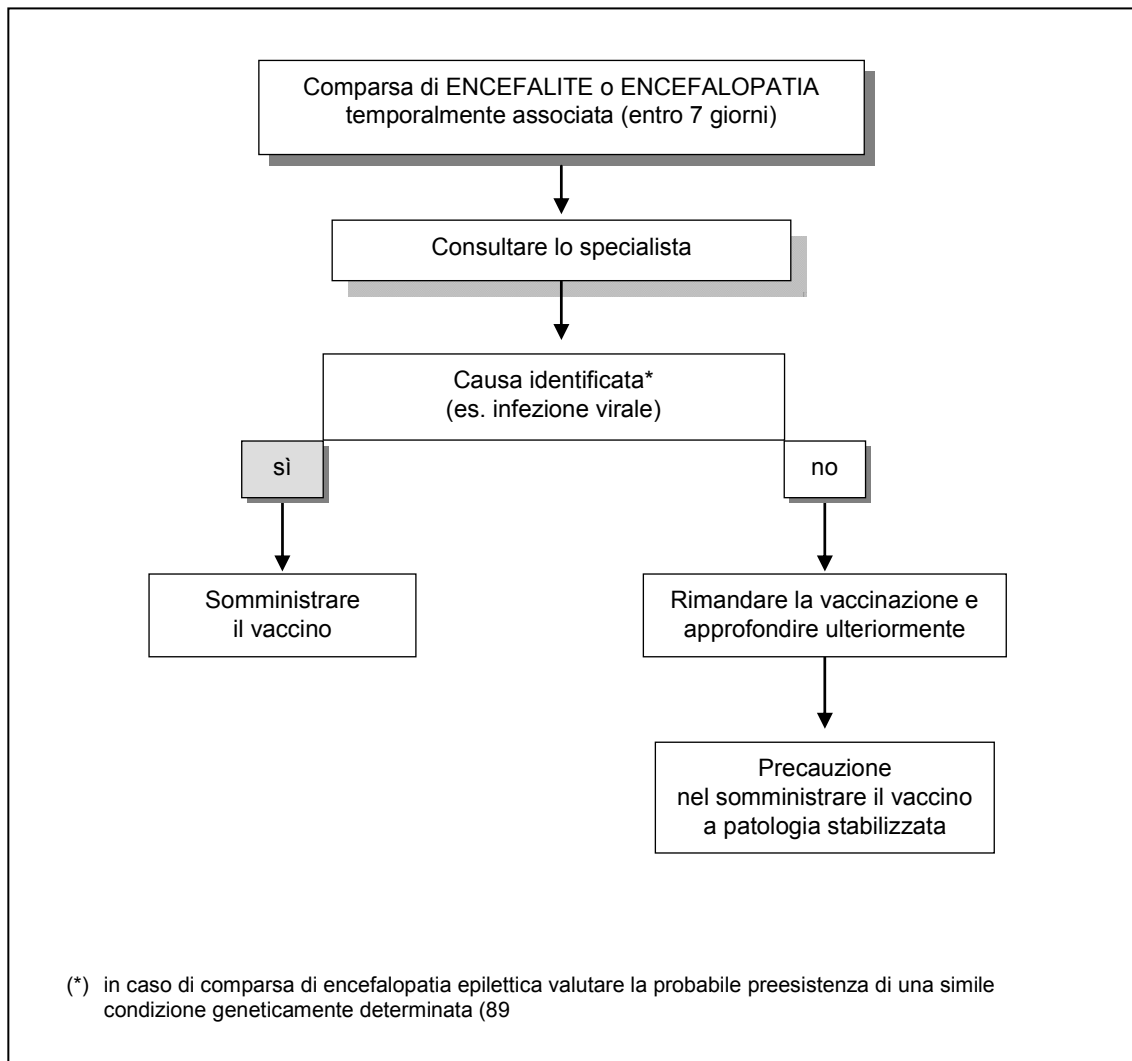 Comparsa di ENCEFALITE o ENCEFALOPATIA
temporalmente associata (entro 7 giorni)
Consultare lo specialista
Causa identificata*
(es. infezione virale)
sì
no
Somministrare
il vaccino
Rimandare la vaccinazione e
approfondire ulteriormente
Precauzione
nel somministrare il vaccino
a patologia stabilizzata
(*) in caso di comparsa di encefalopatia epilettica valutare la probabile preesistenza di una simile
condizione geneticamente determinata (89